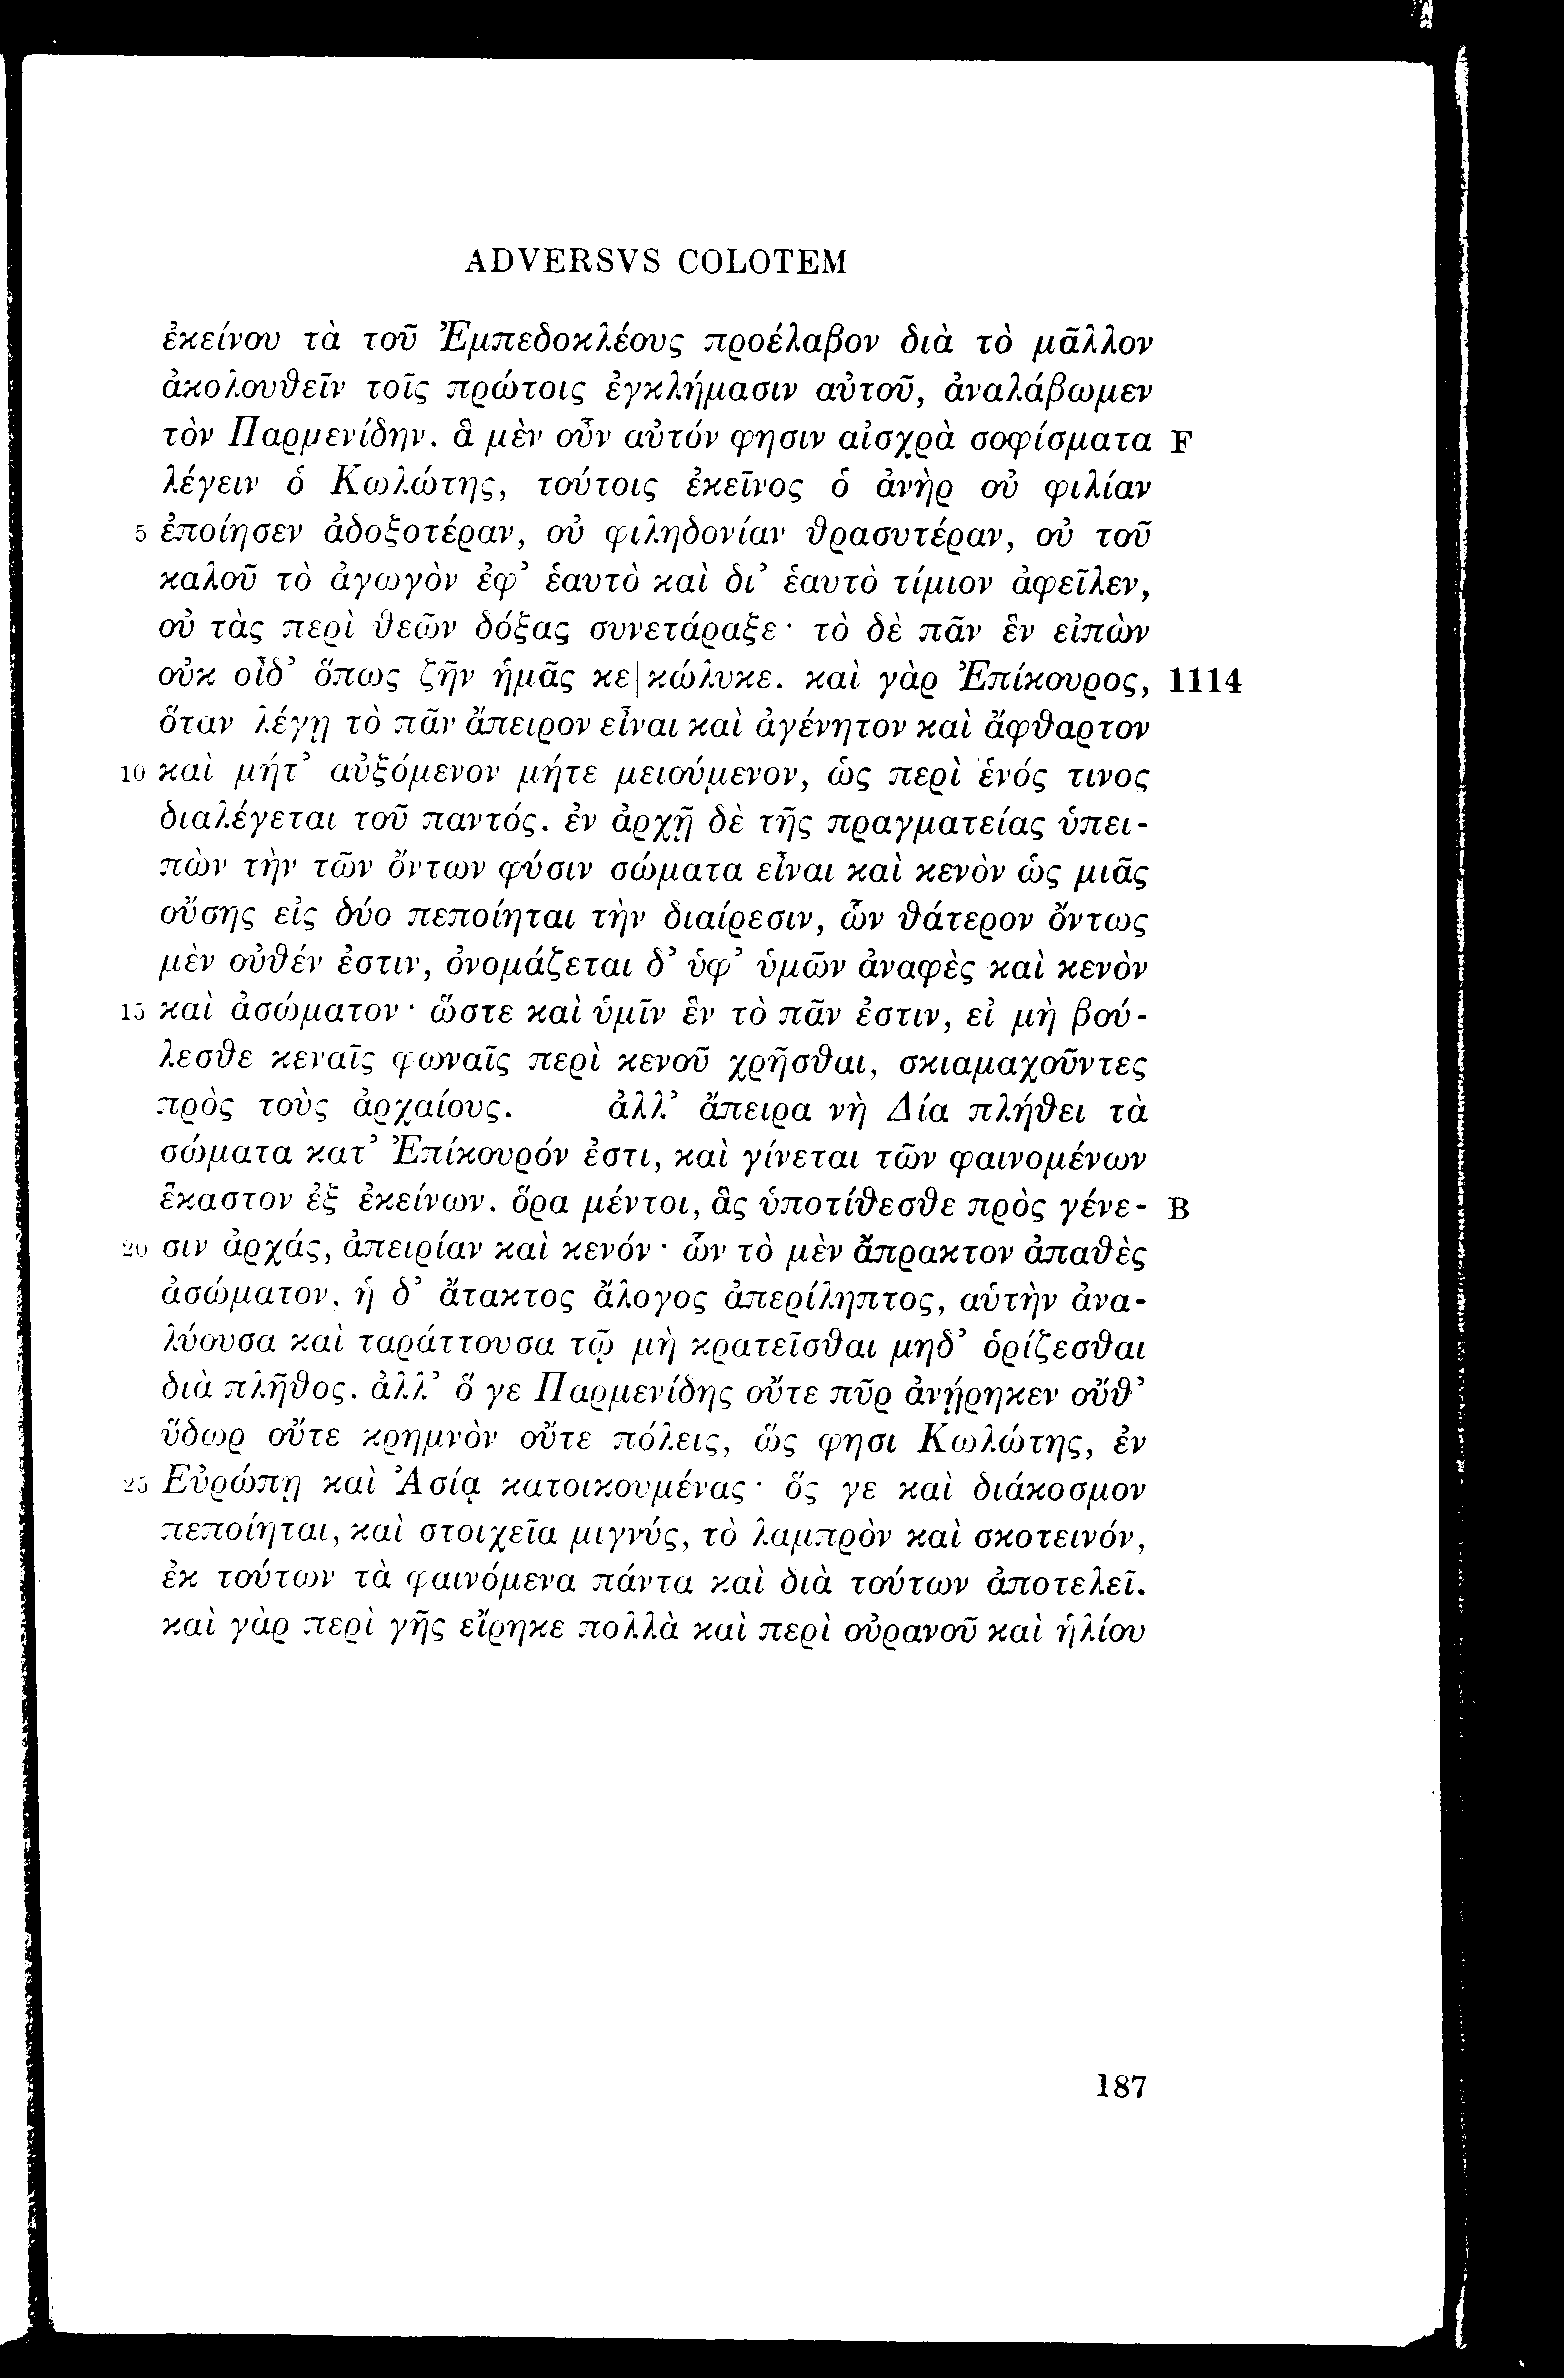 ADVERSVS COLOTEM
ἐκείνου τὰ τοῦ Ἐμπεδοκλέους προέλαβον διὰ τὸ μᾶλλον
ἀκολουθεῖν τοῖς πρώτοις ἐγκλήμασιν αὐτοῦ, ἀναλάβωμεν
τὸν Παρμενίδην. ἃ μὲν οὖν αὐτόν φησιν αἰσχρὰ σοφίσματα F
λέγειν ὁ Κωλώτης, τούτοις ἐκεῖνος ὁ ἀνὴρ οὐ φιλίαν
5 ἐποίησεν ἀδοξοτέραν, οὐ φιληδονίαν θρασυτέραν, οὐ τοῦ
καλοῦ τὸ ἀγωγὸν ἐφ’ ἑαυτὸ καὶ δι’ ἑαυτὸ τίμιον ἀφεῖλεν,
οὐ τὰς περὶ θεῶν δόξας συνετάραξε· τὸ δὲ πᾶν ἓν εἰπὼν
οὐκ οἶδ’ ὅπως ζῆν ἡμᾶς κε|κώλυκε. καὶ γὰρ Ἐπίκουρος, 1114
ὅταν λέγῃ τὸ πᾶν ἄπειρον εἶναι καὶ ἀγένητον καὶ ἄφθαρτον
10 καὶ μήτ’ αὐξόμενον μήτε μειούμενον, ὡς περὶ ἑνός τινος
διαλέγεται τοῦ παντός. ἐν ἀρχῇ δὲ τῆς πραγματείας ὑπει-
πὼν τὴν τῶν ὄντων φύσιν σώματα εἶναι καὶ κενὸν ὡς μιᾶς
οὔσης εἰς δύο πεποίηται τὴν διαίρεσιν, ὧν θάτερον ὄντως
μὲν οὐθέν ἐστιν, ὀνομάζεται δ’ ὑφ’ ὑμῶν ἀναφὲς καὶ κενὸν
15 καὶ ἀσώματον· ὥστε καὶ ὑμῖν ἓν τὸ πᾶν ἐστιν, εἰ μὴ βού-
λεσθε κεναῖς φωναῖς περὶ κενοῦ χρῆσθαι, σκιαμαχοῦντες
πρὸς τοὺς ἀρχαίους. ἀλλ’ ἄπειρα νὴ Δία πλήθει τὰ
σώματα κατ’ Ἐπίκουρόν ἐστι, καὶ γίνεται τῶν φαινομένων
ἕκαστον ἐξ ἐκείνων. ὅρα μέντοι, ἃς ὑποτίθεσθε πρὸς γένε- B
20 σιν ἀρχάς, ἀπειρίαν καὶ κενόν· ὧν τὸ μὲν ἄπρακτον ἀπαθὲς
ἀσώματον, ἡ δ’ ἄτακτος ἄλογος ἀπερίληπτος, αὑτὴν ἀνα-
λύουσα καὶ ταράττουσα τῷ μὴ κρατεῖσθαι μηδ’ ὁρίζεσθαι
διὰ πλῆθος. ἀλλ’ ὅ γε Παρμενίδης οὔτε πῦρ ἀνῄρηκεν οὔθ’
ὕδωρ οὔτε κρημνὸν οὔτε πόλεις, ὥς φησι Κωλώτης, ἐν
25 Εὐρώπῃ καὶ Ἀσίᾳ κατοικουμένας· ὅς γε καὶ διάκοσμον
πεποίηται, καὶ στοιχεῖα μιγνύς, τὸ λαμπρὸν καὶ σκοτεινόν,
ἐκ τούτων τὰ φαινόμενα πάντα καὶ διὰ τούτων ἀποτελεῖ.
καὶ γὰρ περὶ γῆς εἴρηκε πολλὰ καὶ περὶ οὐρανοῦ καὶ ἡλίου
187